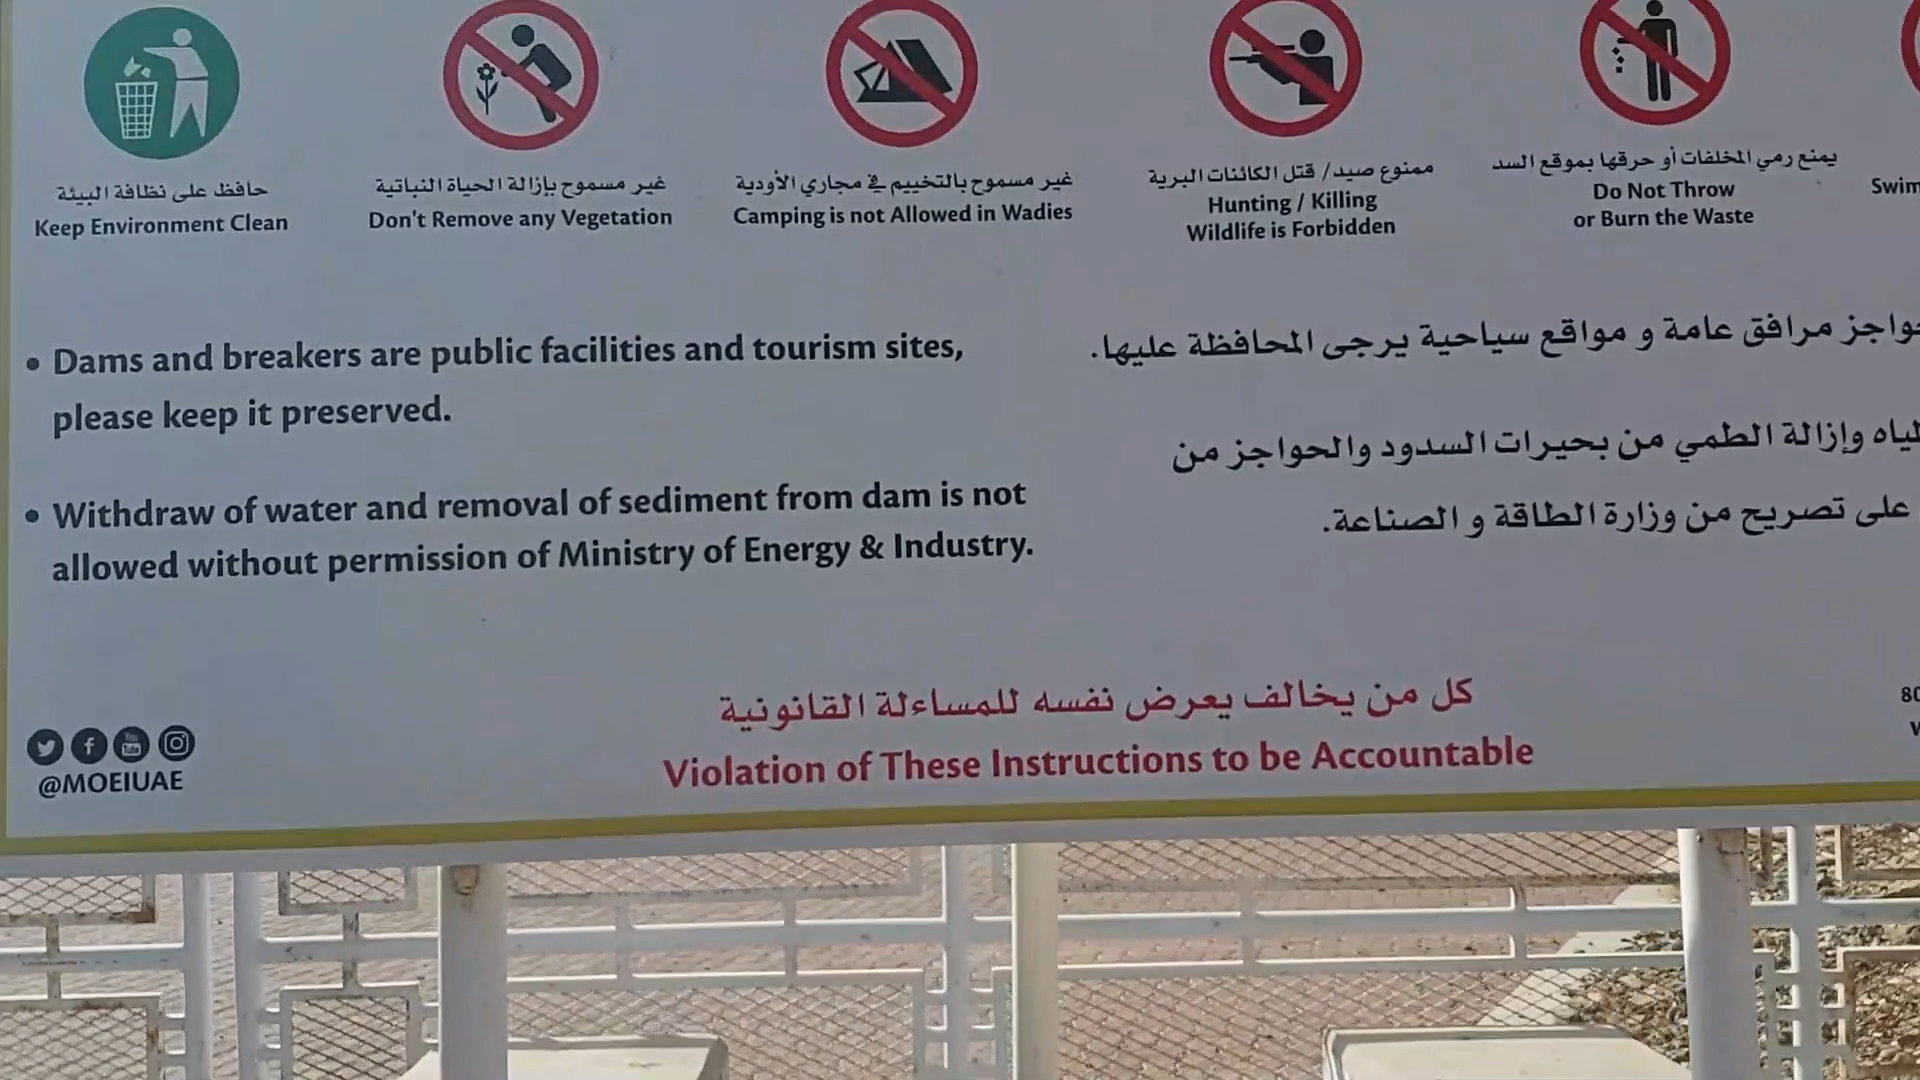 حافظ على نظافة البيئة
Keep Environment Clean
غير مسموح بإزالة الحياة النباتية
Don't Remove any Vegetation
غير مسموح بالتخييم في مجاري الأودية
Camping is not Allowed in Wadies
ممنوع صيد/ قتل الكائنات البرية
Hunting / Killing
Wildlife is Forbidden
يمنع رمي المخلفات أو حرقها بموقع السد
Do Not Throw
or Burn the Waste
Swim
• Dams and breakers are public facilities and tourism sites,
please keep it preserved.
• Withdraw of water and removal of sediment from dam is not
allowed without permission of Ministry of Energy & Industry.
مرافق عامة و مواقع سياحية يرجى المحافظة عليها.
وإزالة الطمي من بحيرات السدود والحواجز من
على تصريح من وزارة الطاقة و الصناعة.
كل من يخالف يعرض نفسه للمساءلة القانونية
Violation of These Instructions to be Accountable
@MOEIUAE
80